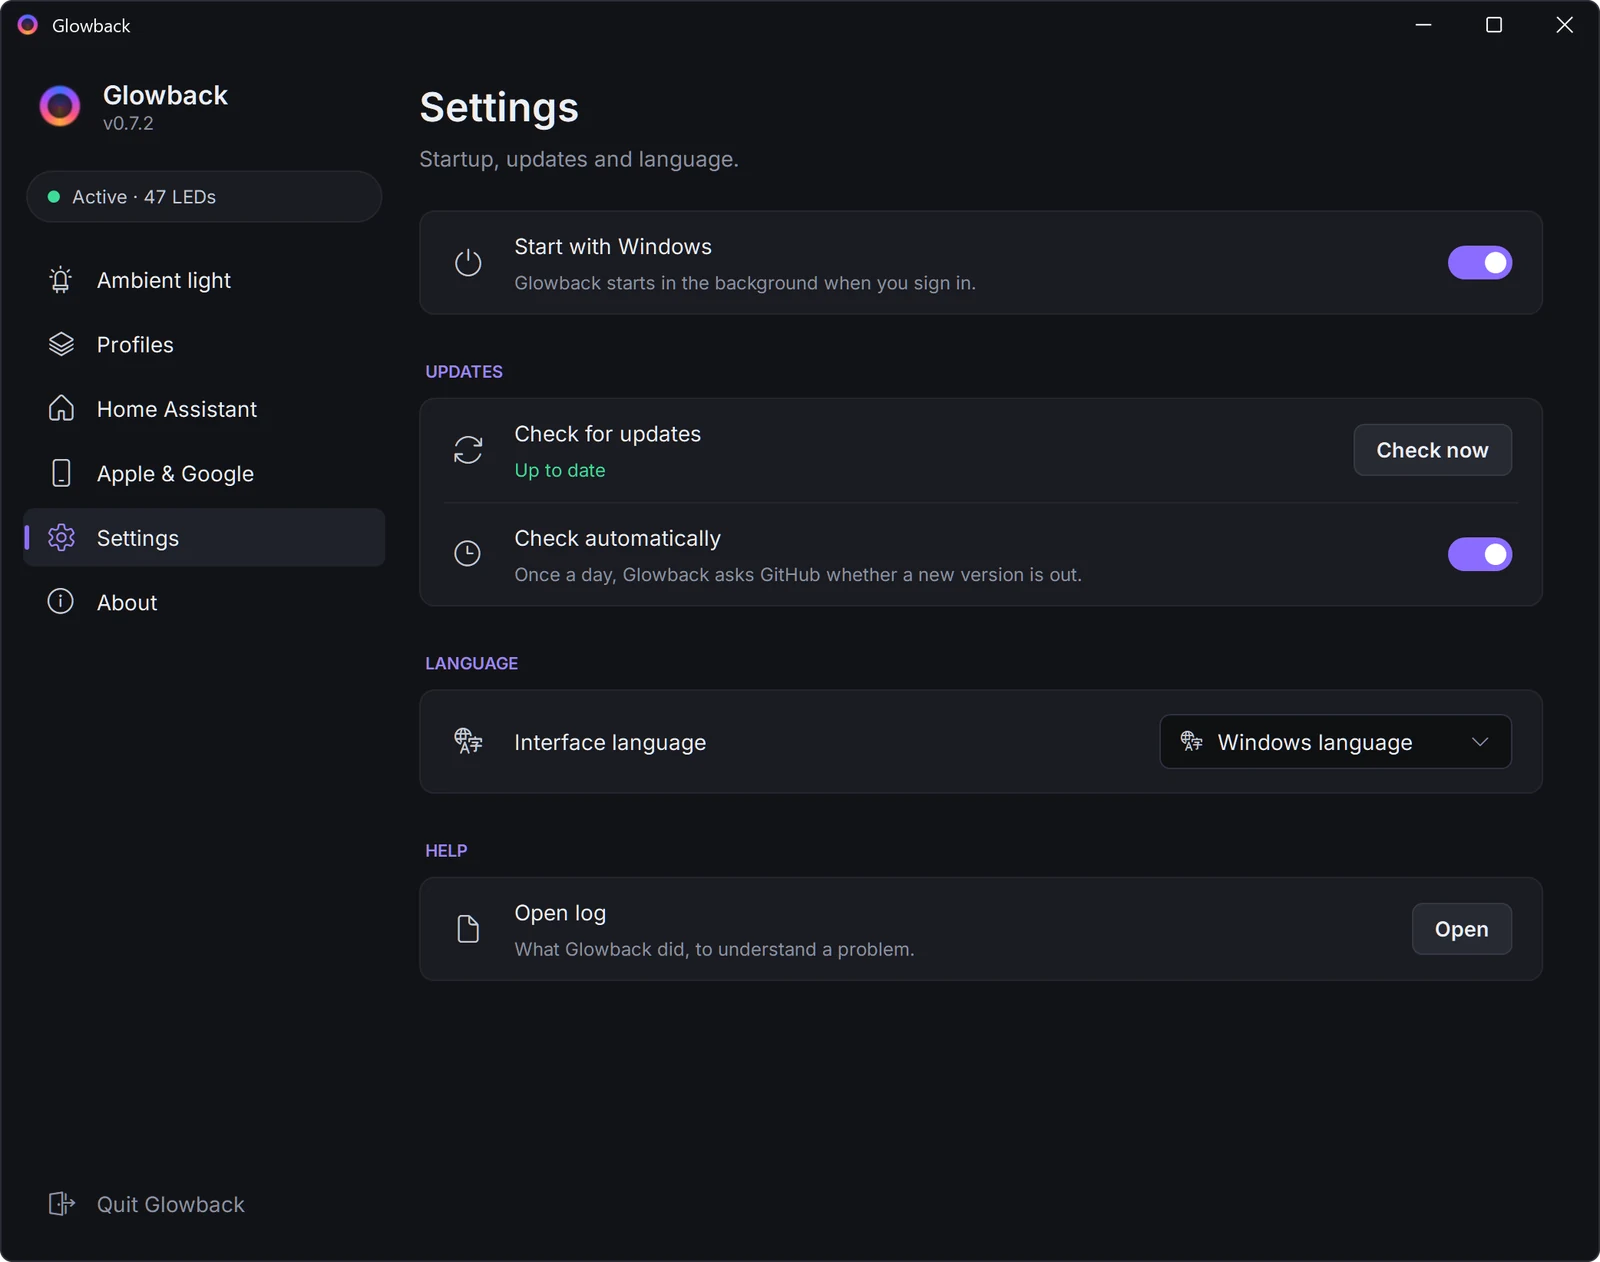 Glowback
Glowback
v0.7.2
Active · 47 LEDs
Ambient light
Profiles
Home Assistant
Apple & Google
Settings
About
Quit Glowback
Settings
Startup, updates and language.
Start with Windows
Glowback starts in the background when you sign in.
UPDATES
Check for updates
Up to date
Check now
Check automatically
Once a day, Glowback asks GitHub whether a new version is out.
LANGUAGE
Interface language
Windows language
HELP
Open log
What Glowback did, to understand a problem.
Open